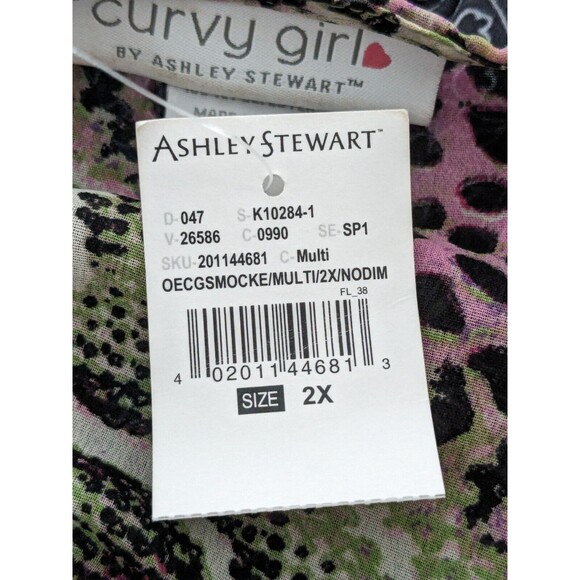 curvy girl
BY ASHLEY STEWART™
ASHLEY STEWART™
D-047 S-K10284-1
V-26586 C-0990 SE-SP1
SKU-201144681 C-Multi
OECGSMOCKE/MULTI/2X/NODIM
FL_38
4 02011 44681 3
SIZE 2X